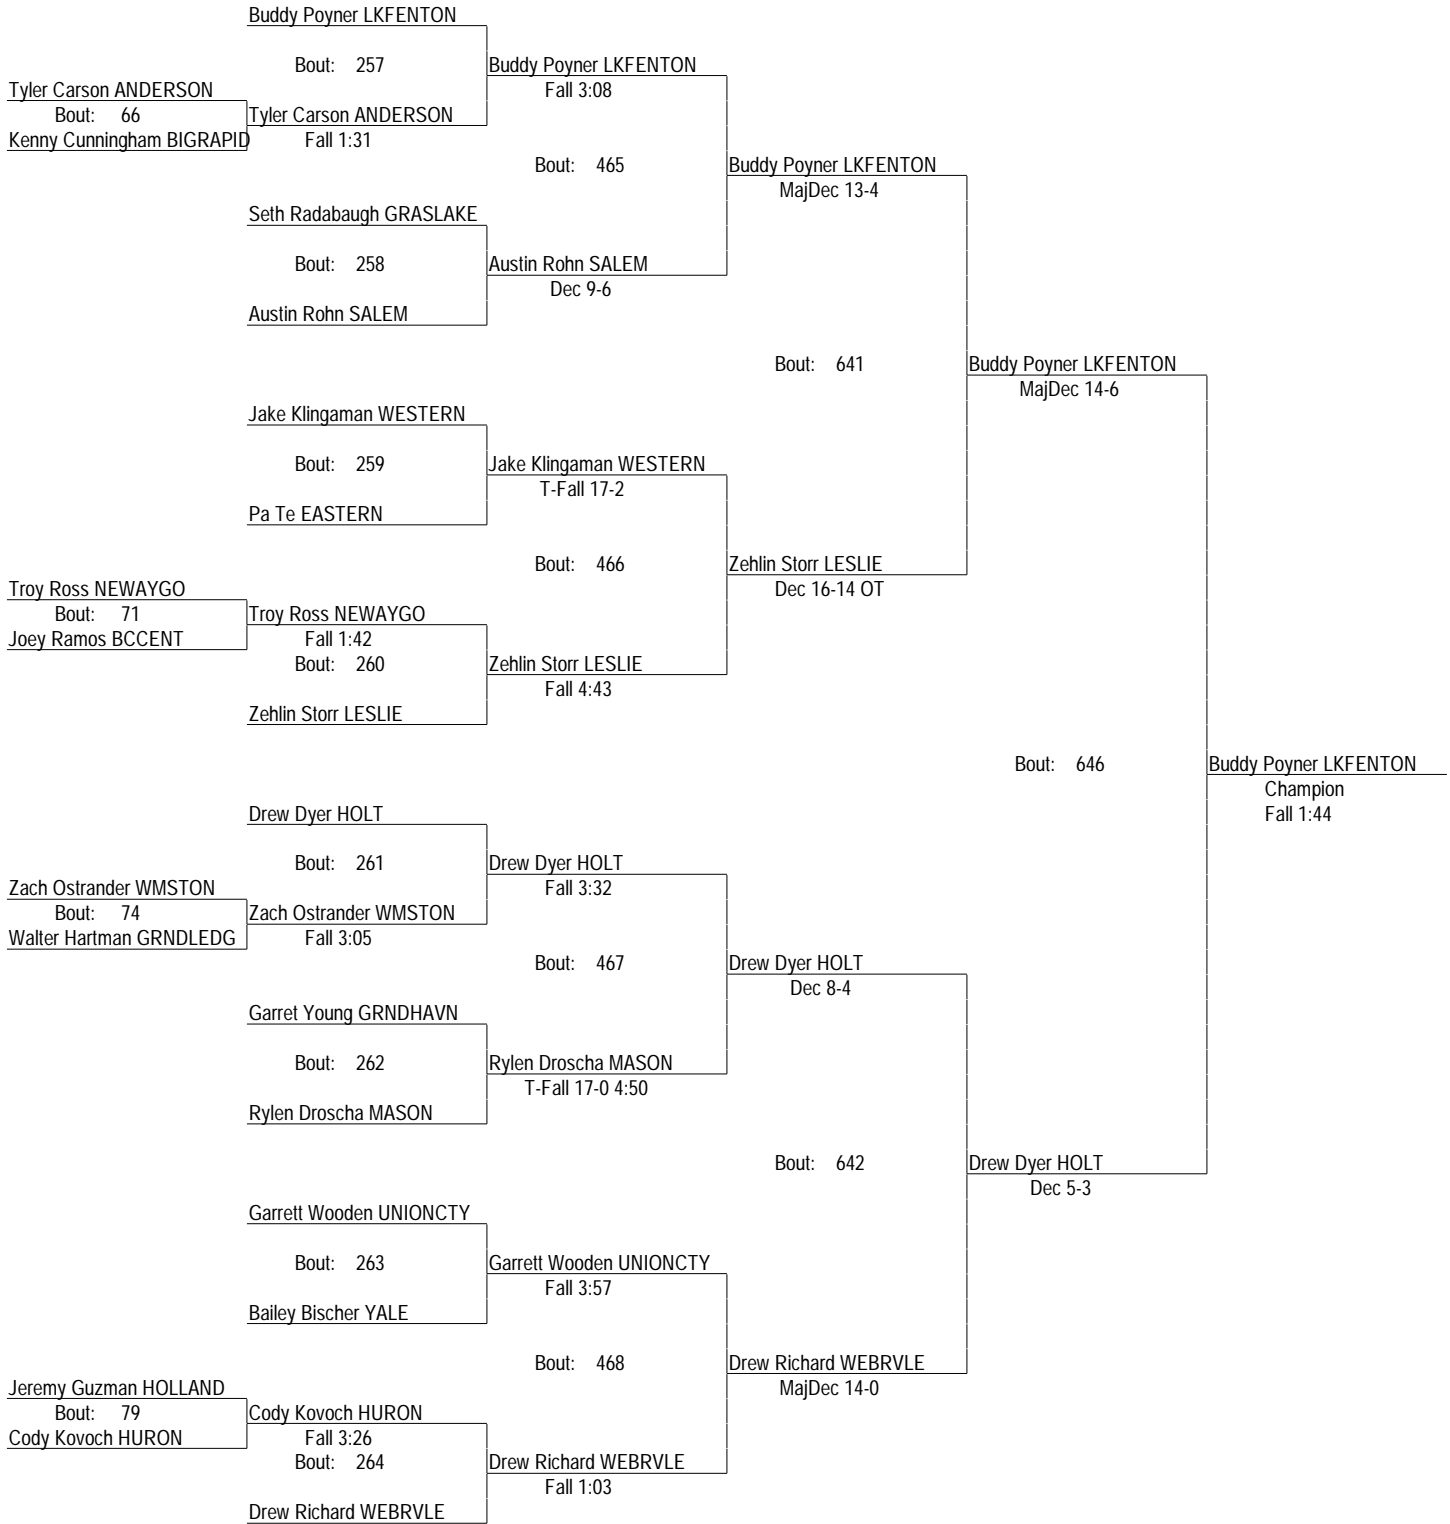 Buddy Poyner LKFENTON
Bout: 257
Buddy Poyner LKFENTON
Fall 3:08
Tyler Carson ANDERSON
Bout: 66
Kenny Cunningham BIGRAPID
Tyler Carson ANDERSON
Fall 1:31
Bout: 465
Buddy Poyner LKFENTON
MajDec 13-4
Seth Radabaugh GRASLAKE
Bout: 258
Austin Rohn SALEM
Dec 9-6
Austin Rohn SALEM
Bout: 641
Buddy Poyner LKFENTON
MajDec 14-6
Jake Klingaman WESTERN
Bout: 259
Jake Klingaman WESTERN
T-Fall 17-2
Pa Te EASTERN
Bout: 466
Zehlin Storr LESLIE
Dec 16-14 OT
Troy Ross NEWAYGO
Bout: 71
Joey Ramos BCCENT
Troy Ross NEWAYGO
Fall 1:42
Bout: 260
Zehlin Storr LESLIE
Fall 4:43
Zehlin Storr LESLIE
Bout: 646
Buddy Poyner LKFENTON
Champion
Fall 1:44
Drew Dyer HOLT
Bout: 261
Drew Dyer HOLT
Fall 3:32
Zach Ostrander WMSTON
Bout: 74
Walter Hartman GRNDLEDG
Zach Ostrander WMSTON
Fall 3:05
Bout: 467
Drew Dyer HOLT
Dec 8-4
Garret Young GRNDHAVN
Bout: 262
Rylen Droscha MASON
T-Fall 17-0 4:50
Rylen Droscha MASON
Bout: 642
Drew Dyer HOLT
Dec 5-3
Garrett Wooden UNIONCTY
Bout: 263
Garrett Wooden UNIONCTY
Fall 3:57
Bailey Bischer YALE
Bout: 468
Drew Richard WEBRVLE
MajDec 14-0
Jeremy Guzman HOLLAND
Bout: 79
Cody Kovoch HURON
Cody Kovoch HURON
Fall 3:26
Bout: 264
Drew Richard WEBRVLE
Fall 1:03
Drew Richard WEBRVLE